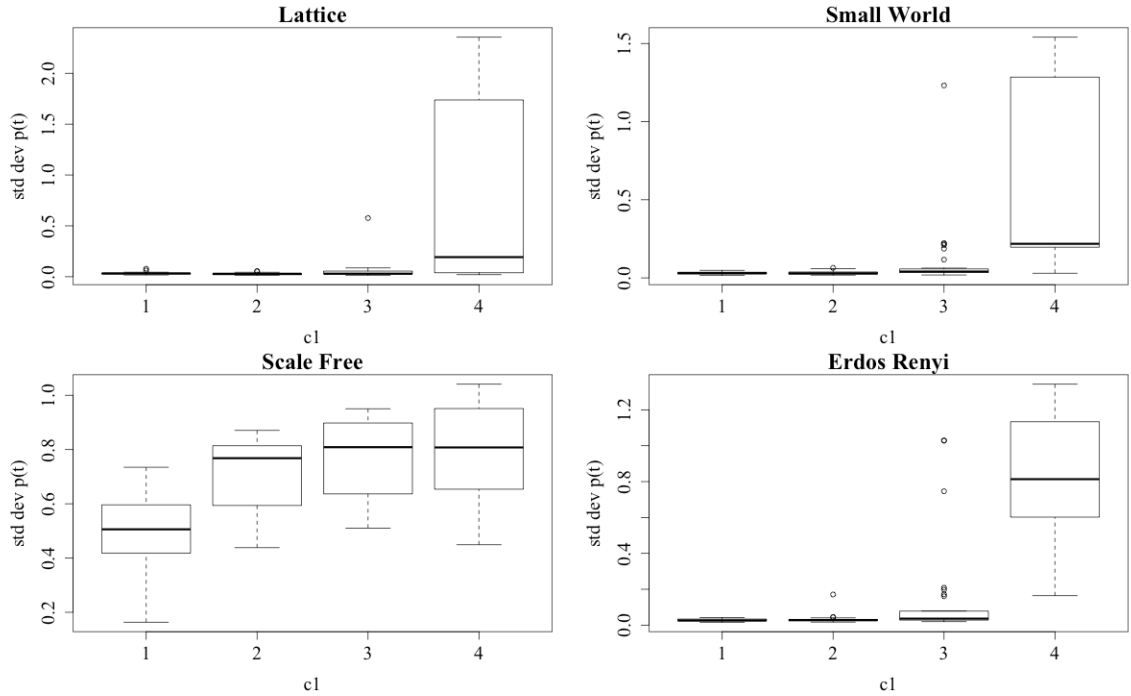 Lattice
std dev p(t)
0.0 0.5 1.0 1.5 2.0
1 2 3 4
c1
Small World
std dev p(t)
0.0 0.5 1.0 1.5
1 2 3 4
c1
Scale Free
std dev p(t)
0.2 0.4 0.6 0.8 1.0
1 2 3 4
c1
Erdos Renyi
std dev p(t)
0.0 0.4 0.8 1.2
1 2 3 4
c1